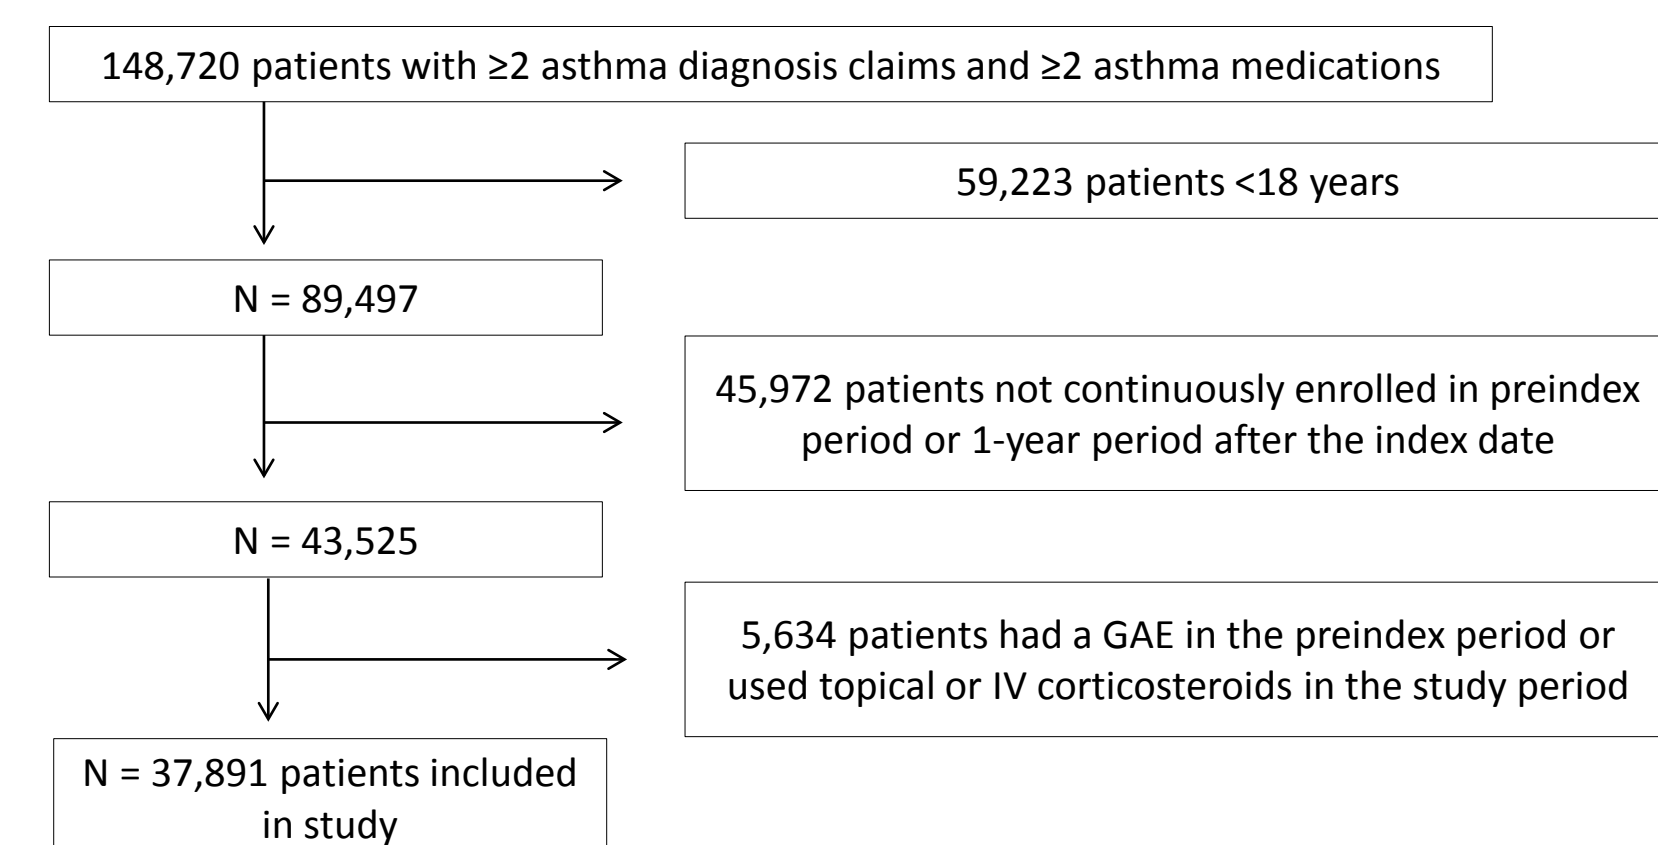 148,720 patients with ≥2 asthma diagnosis claims and ≥2 asthma medications
59,223 patients <18 years
N = 89,497
45,972 patients not continuously enrolled in preindex
period or 1-year period after the index date
N = 43,525
5,634 patients had a GAE in the preindex period or
used topical or IV corticosteroids in the study period
N = 37,891 patients included
in study